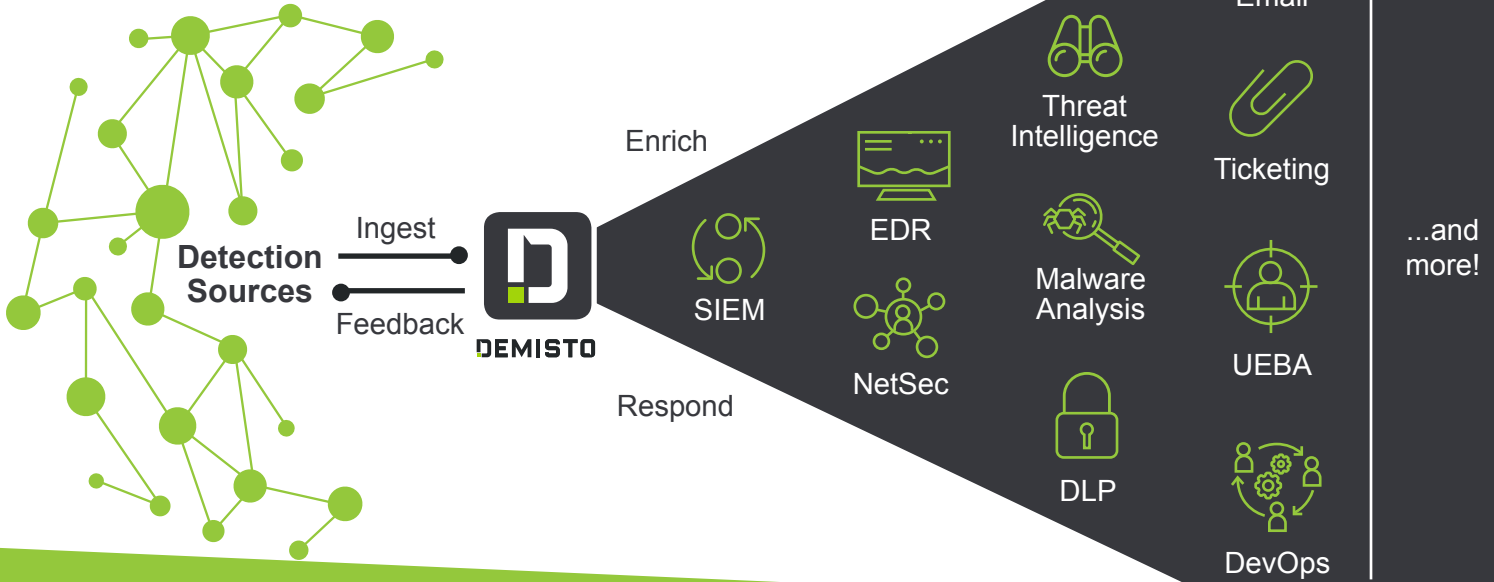 Email
Threat
Intelligence
Enrich
Ticketing
Ingest
EDR
...and
more!
Detection
Sources
Malware
Analysis
SIEM
Feedback
DEMISTO
UEBA
NetSec
Respond
DLP
DevOps